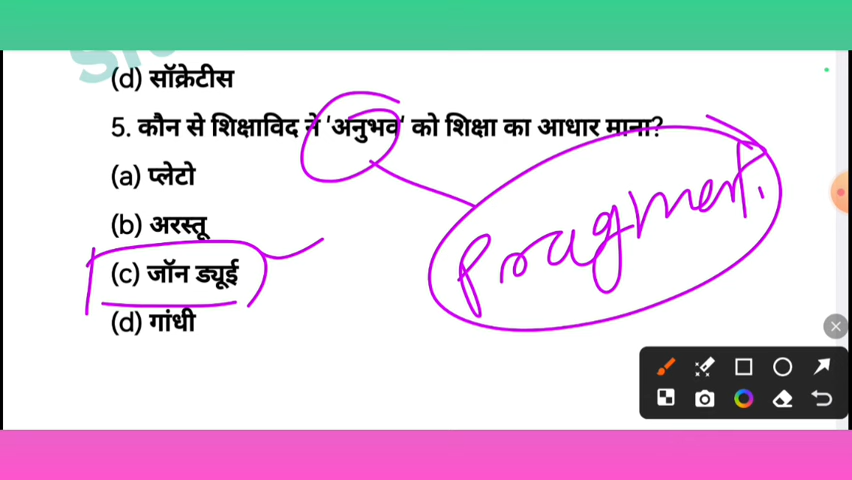 (d) सॉक्रेटीस
5. कौन से शिक्षाविद ने 'अनुभव' को शिक्षा का आधार माना?
(a) प्लेटो
(b) अरस्तू
(c) जॉन ड्यूई
(d) गांधी
Pragment.